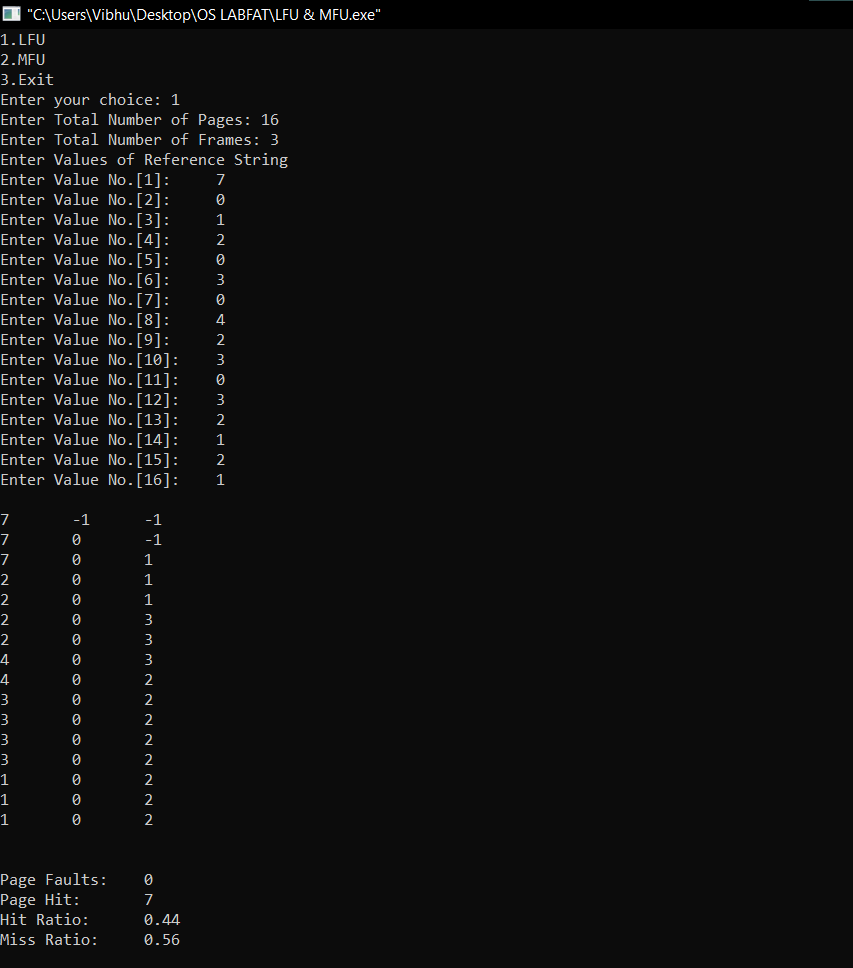 "C:\Users\Vibhu\Desktop\OS LABFAT\LFU & MFU.exe"
1.LFU
2.MFU
3.Exit
Enter your choice: 1
Enter Total Number of Pages: 16
Enter Total Number of Frames: 3
Enter Values of Reference String
Enter Value No.[1]:     7
Enter Value No.[2]:     0
Enter Value No.[3]:     1
Enter Value No.[4]:     2
Enter Value No.[5]:     0
Enter Value No.[6]:     3
Enter Value No.[7]:     0
Enter Value No.[8]:     4
Enter Value No.[9]:     2
Enter Value No.[10]:    3
Enter Value No.[11]:    0
Enter Value No.[12]:    3
Enter Value No.[13]:    2
Enter Value No.[14]:    1
Enter Value No.[15]:    2
Enter Value No.[16]:    1
7       -1      -1
7       0       -1
7       0       1
2       0       1
2       0       1
2       0       3
2       0       3
4       0       3
4       0       2
3       0       2
3       0       2
3       0       2
3       0       2
1       0       2
1       0       2
1       0       2
Page Faults:    0
Page Hit:       7
Hit Ratio:      0.44
Miss Ratio:     0.56